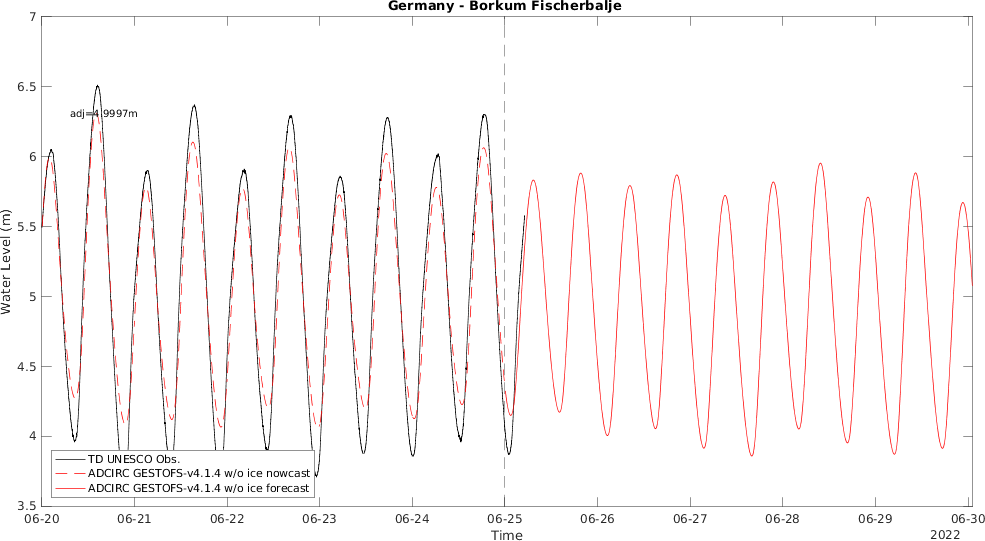 Germany - Borkum Fischerbalje
7
6.5
adj=4.9997m
6
5.5
5
4.5
4
3.5
Water Level (m)
TD UNESCO Obs.
ADCIRC GESTOFS-v4.1.4 w/o ice nowcast
ADCIRC GESTOFS-v4.1.4 w/o ice forecast
06-20 06-21 06-22 06-23 06-24 06-25 06-26 06-27 06-28 06-29 06-30
Time
2022